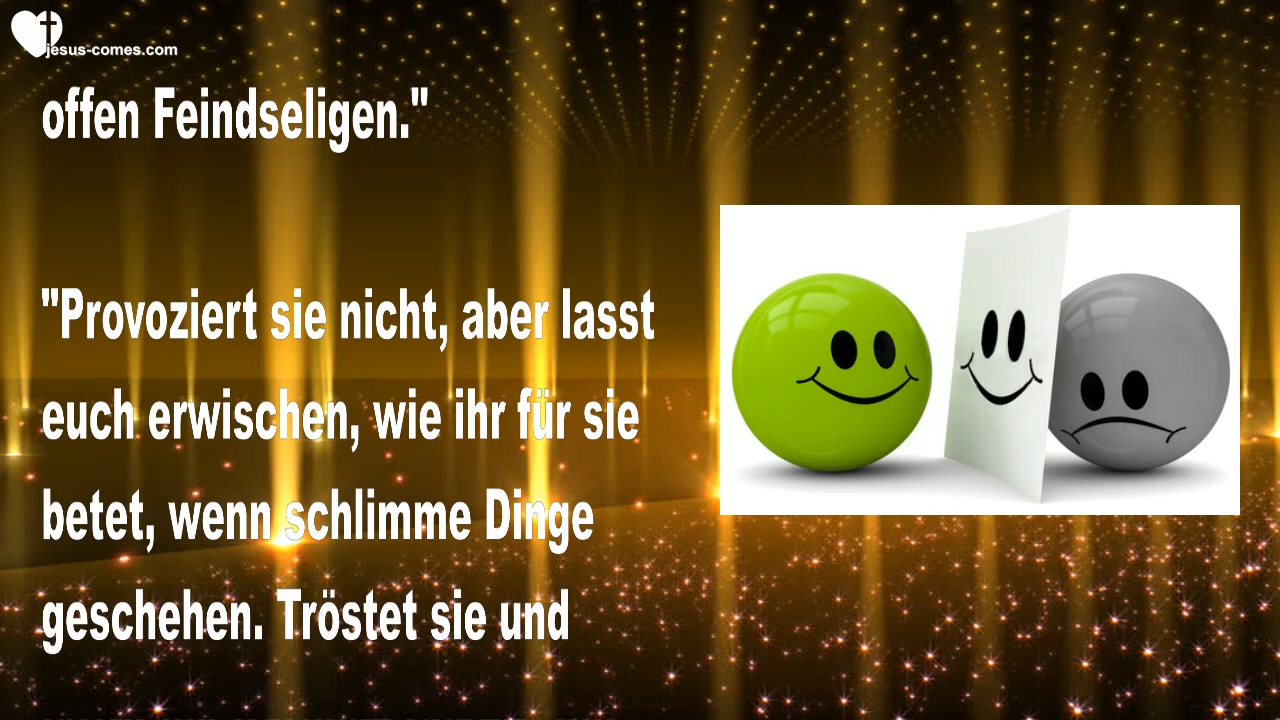 jesus-comes.com
offen Feindseligen."
"Provoziert sie nicht, aber lasst
euch erwischen, wie ihr für sie
betet, wenn schlimme Dinge
geschehen. Tröstet sie und